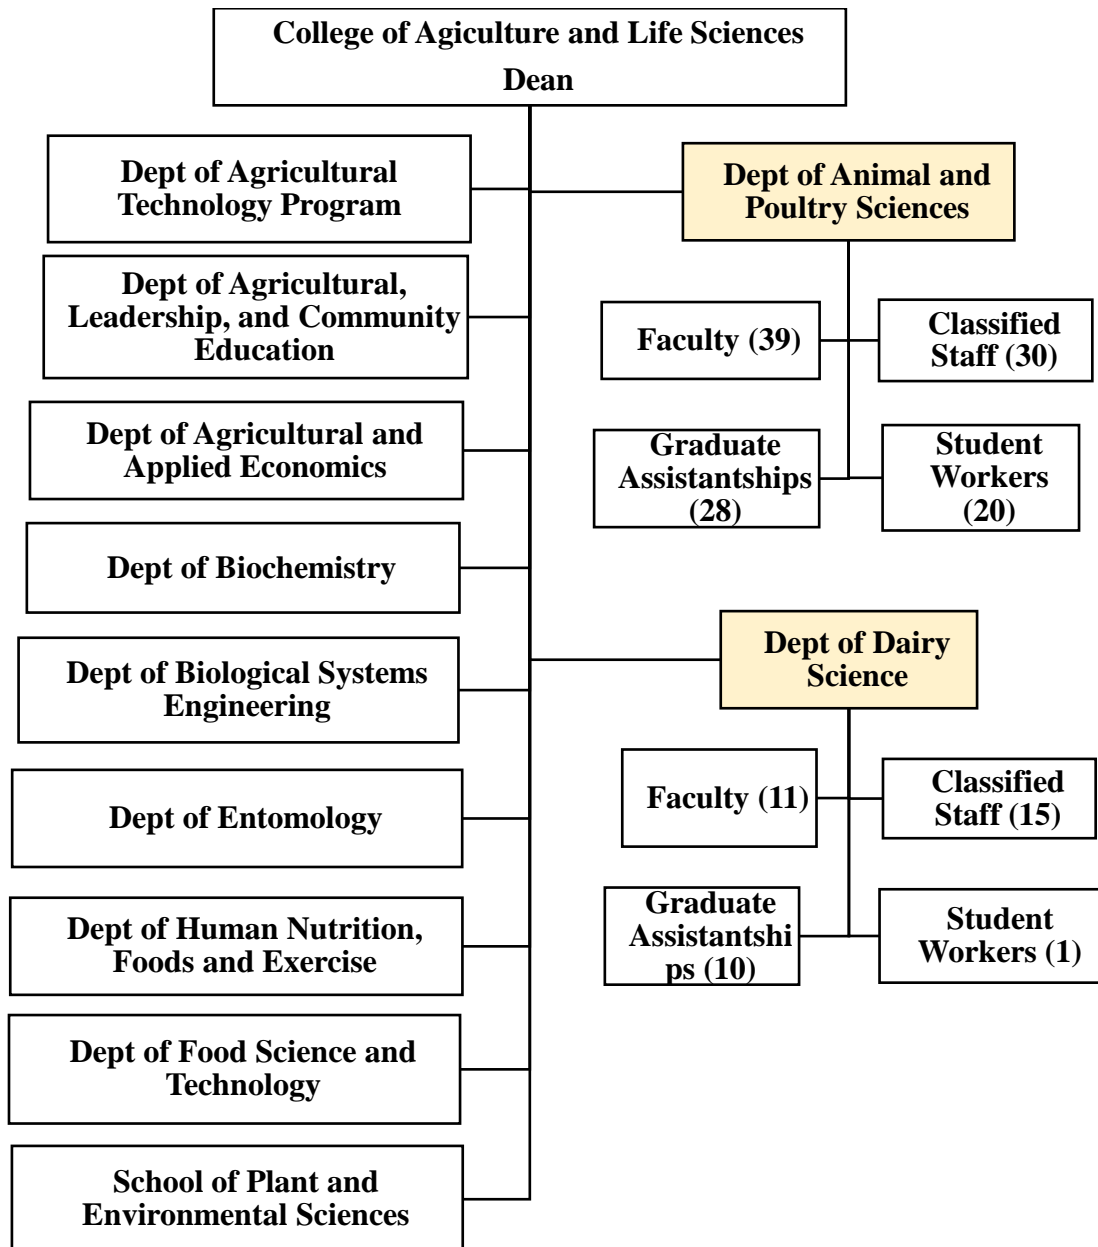 College of Agiculture and Life Sciences
Dean
Dept of Agricultural
Technology Program
Dept of Agricultural,
Leadership, and Community
Education
Dept of Agricultural and
Applied Economics
Dept of Biochemistry
Dept of Biological Systems
Engineering
Dept of Entomology
Dept of Human Nutrition,
Foods and Exercise
Dept of Food Science and
Technology
School of Plant and
Environmental Sciences
Dept of Animal and
Poultry Sciences
Faculty (39)
Classified
Staff (30)
Graduate
Assistantships
(28)
Student
Workers
(20)
Dept of Dairy
Science
Faculty (11)
Classified
Staff (15)
Graduate
Assistantshi
ps (10)
Student
Workers (1)